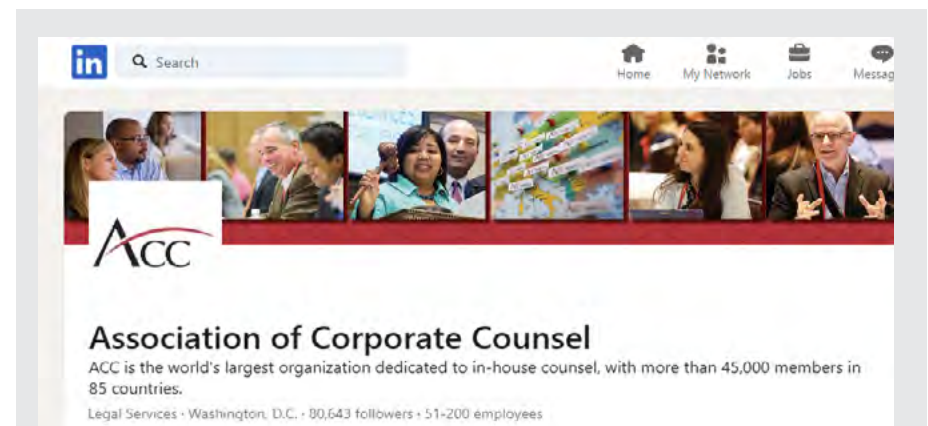 in Search
Home My Network Jobs Messag
ACC
Association of Corporate Counsel
ACC is the world's largest organization dedicated to in-house counsel, with more than 45,000 members in
85 countries.
Legal Services · Washington, D.C. · 80,643 followers · 51-200 employees